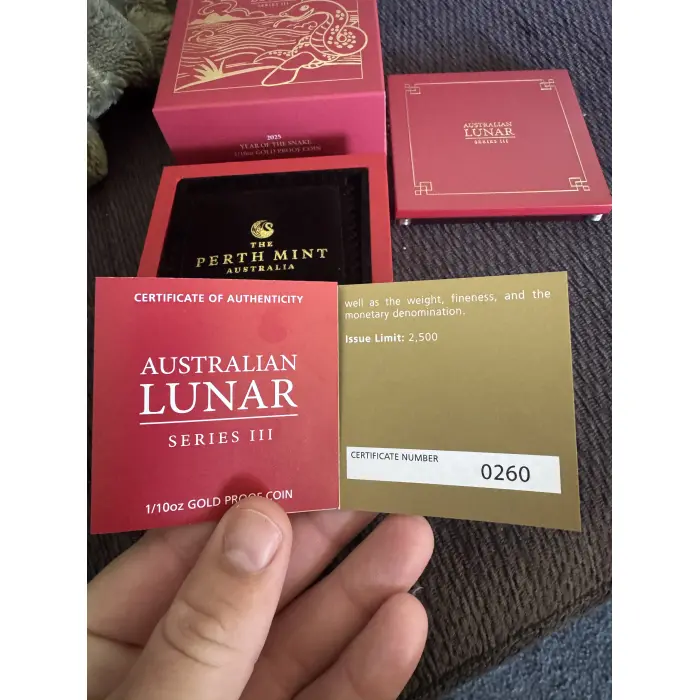 SERIES III
2025
YEAR OF THE SNAKE
1/10oz GOLD PROOF COIN
AUSTRALIAN
LUNAR
SERIES III
THE
PERTH MINT
AUSTRALIA
CERTIFICATE OF AUTHENTICITY
AUSTRALIAN
LUNAR
SERIES III
1/10oz GOLD PROOF COIN
well as the weight, fineness, and the
monetary denomination.
Issue Limit: 2,500
CERTIFICATE NUMBER
0260